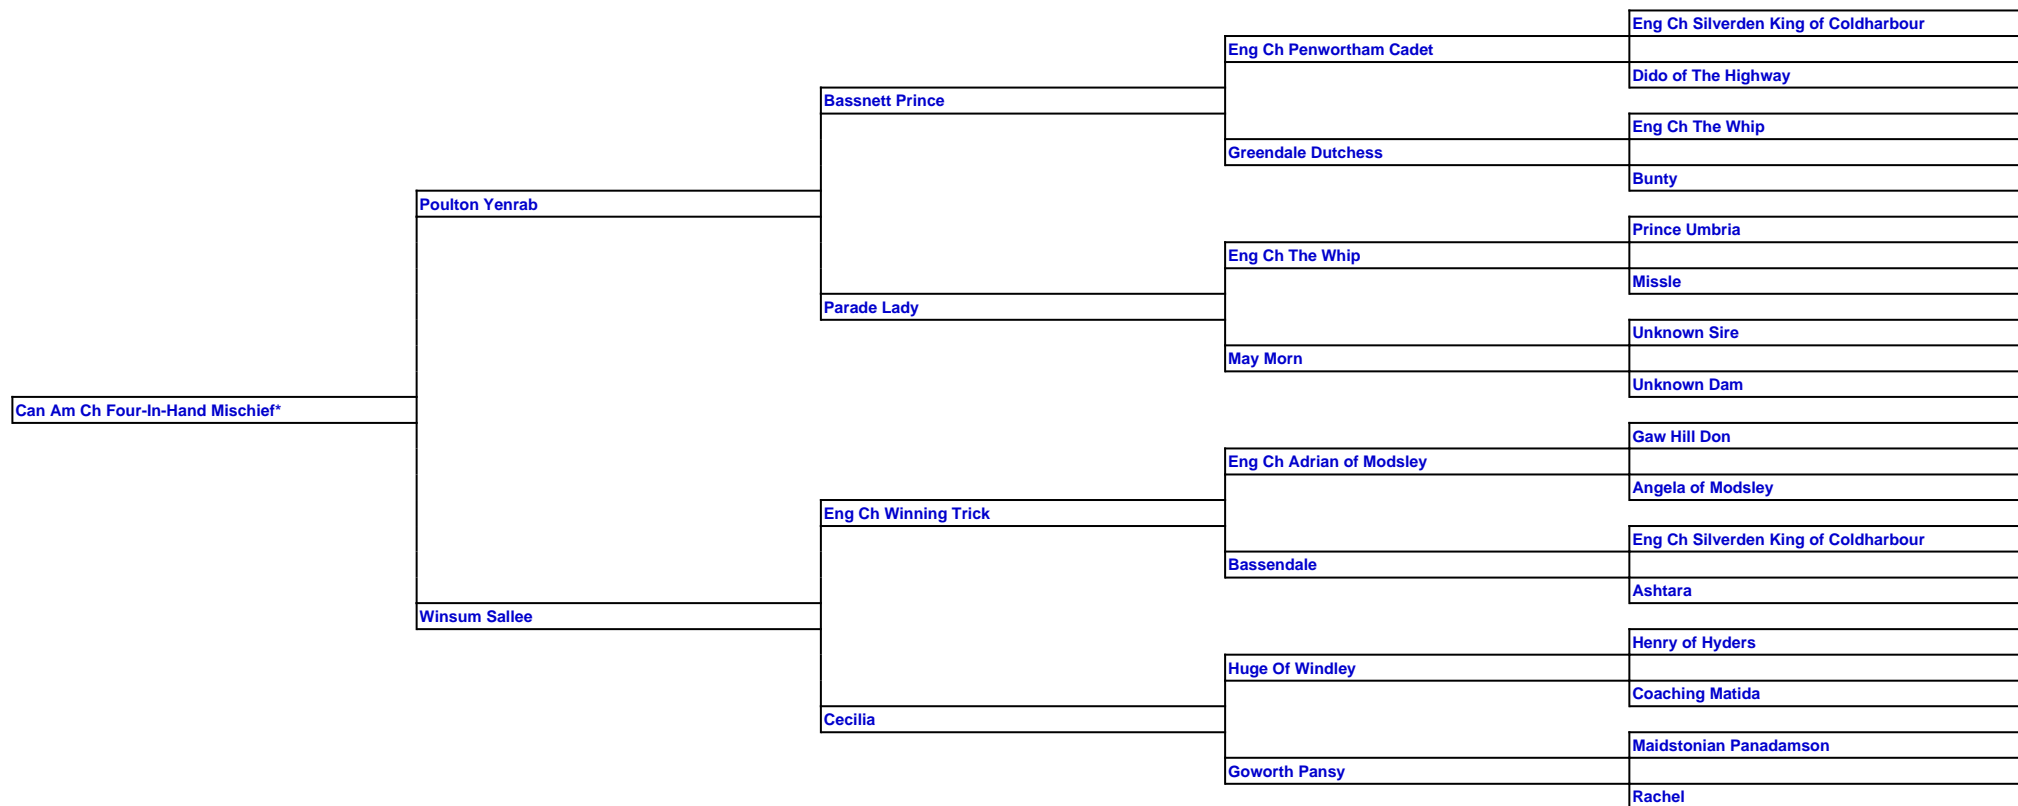 Eng Ch Silverden King of Coldharbour
Eng Ch Penwortham Cadet
Dido of The Highway
Bassnett Prince
Eng Ch The Whip
Greendale Dutchess
Bunty
Poulton Yenrab
Prince Umbria
Eng Ch The Whip
Missle
Parade Lady
Unknown Sire
May Morn
Unknown Dam
Can Am Ch Four-In-Hand Mischief*
Gaw Hill Don
Eng Ch Adrian of Modsley
Angela of Modsley
Eng Ch Winning Trick
Eng Ch Silverden King of Coldharbour
Bassendale
Ashtara
Winsum Sallee
Henry of Hyders
Huge Of Windley
Coaching Matida
Cecilia
Maidstonian Panadamson
Goworth Pansy
Rachel